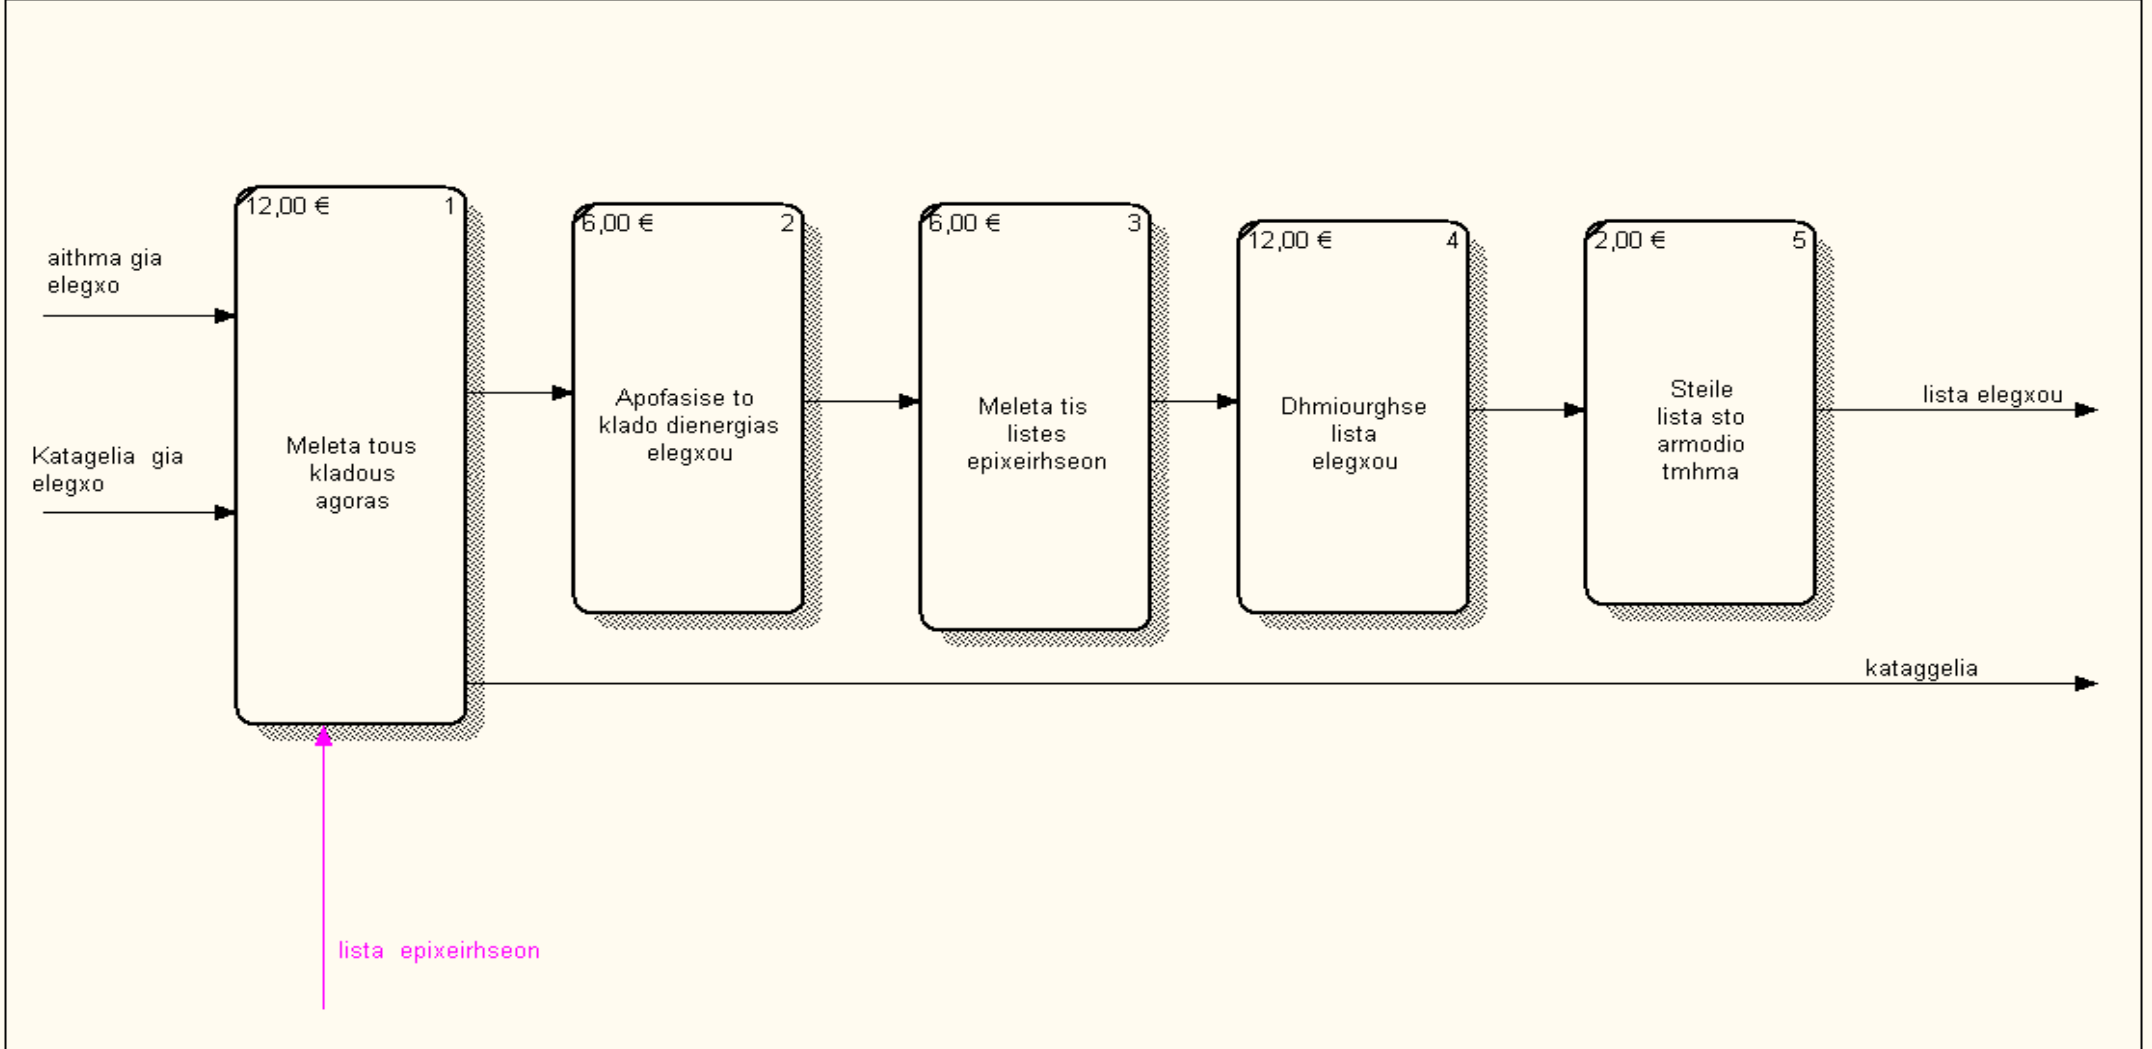 12,00 € 1
6,00 € 2
6,00 € 3
12,00 € 4
2,00 € 5
aithma gia
elegxo
Katagelia gia
elegxo
Meleta tous
kladous
agoras
Apofasise to
klado dienergias
elegxou
Meleta tis
listes
epixeirhseon
Dhmiourghse
lista
elegxou
Steile
lista sto
armodio
tmhma
lista elegxou
kataggelia
lista epixeirhseon